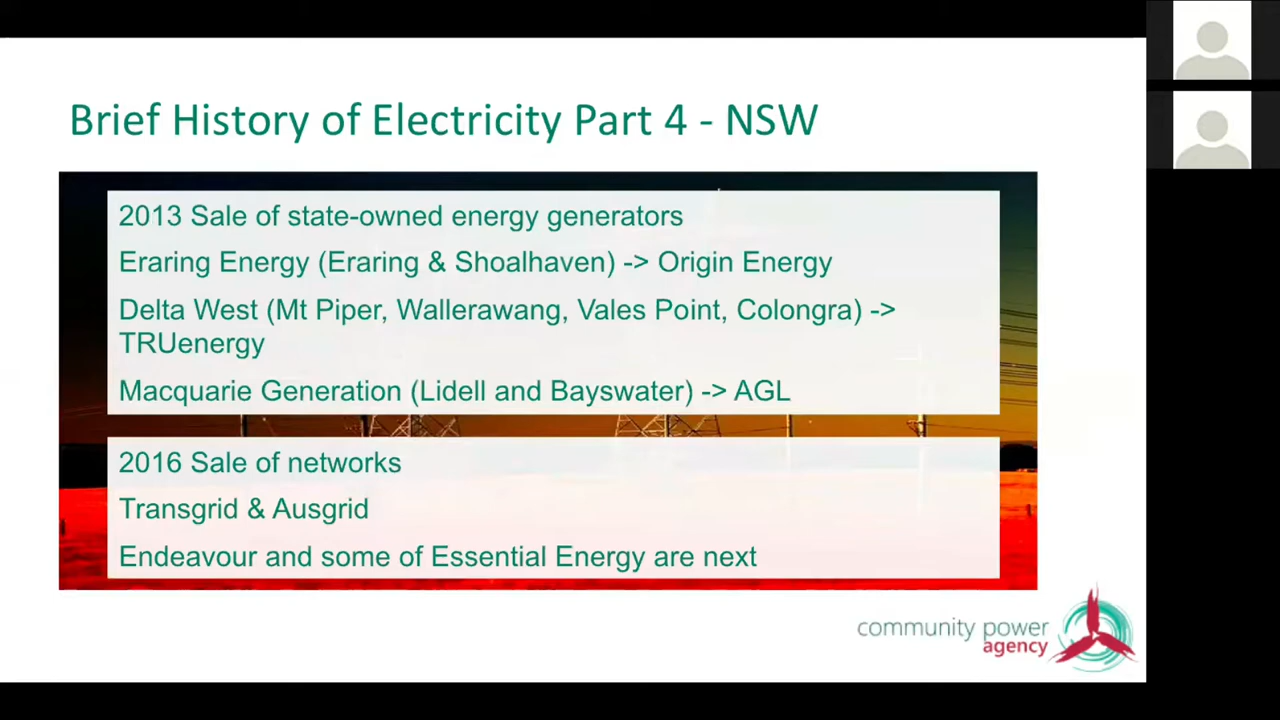 Brief History of Electricity Part 4 - NSW
2013 Sale of state-owned energy generators
Eraring Energy (Eraring & Shoalhaven) -> Origin Energy
Delta West (Mt Piper, Wallerawang, Vales Point, Colongra) ->
TRUenergy
Macquarie Generation (Lidell and Bayswater) -> AGL
2016 Sale of networks
Transgrid & Ausgrid
Endeavour and some of Essential Energy are next
community power
agency